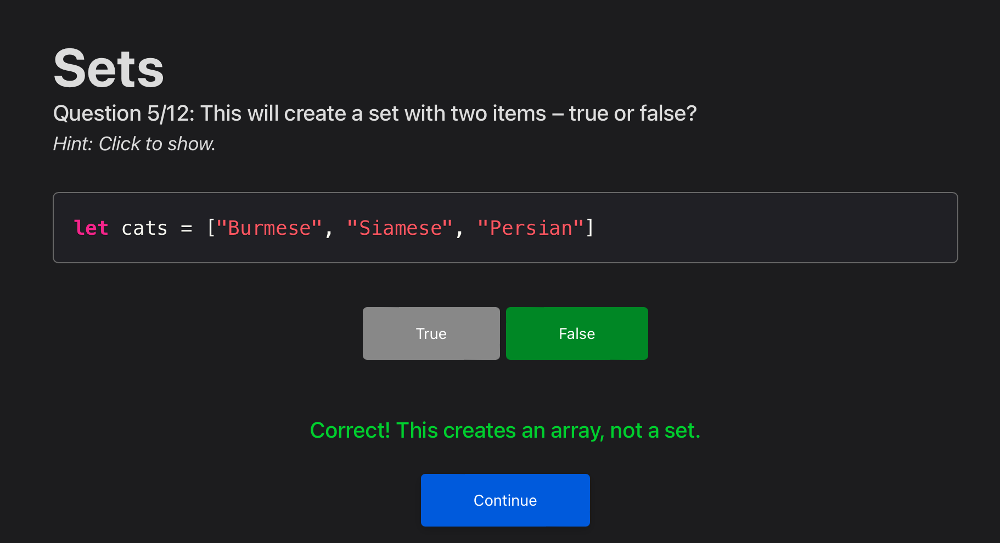 Sets
Question 5/12: This will create a set with two items – true or false?
Hint: Click to show.
let cats = ["Burmese", "Siamese", "Persian"]
True
False
Correct! This creates an array, not a set.
Continue